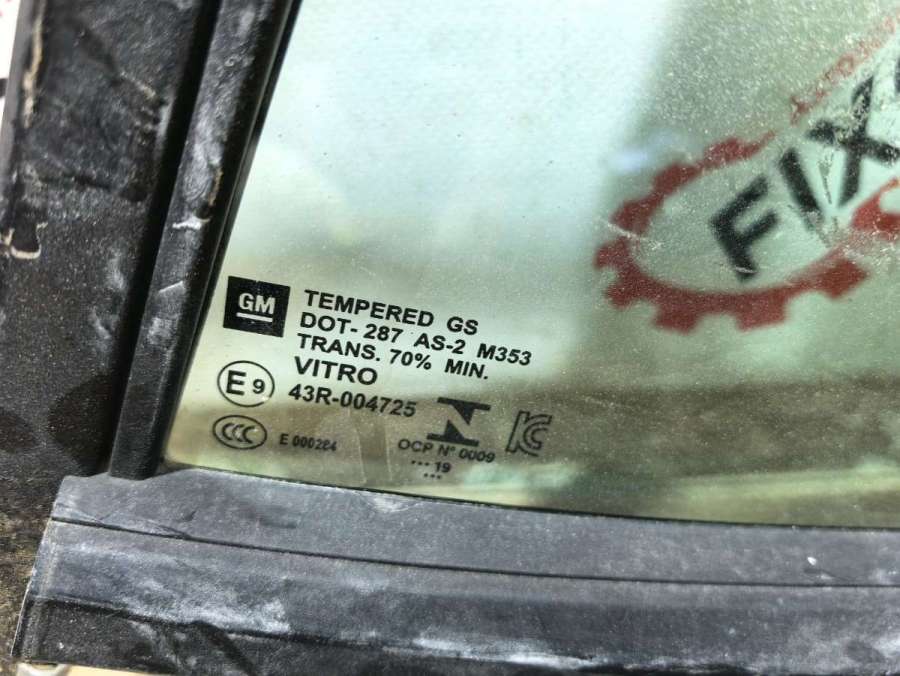 GM
TEMPERED GS
DOT-287 AS-2 M353
TRANS. 70% MIN.
VITRO
E9
43R-004725
CCC
E 000284
OCP N° 0009
... 19
...
FIX